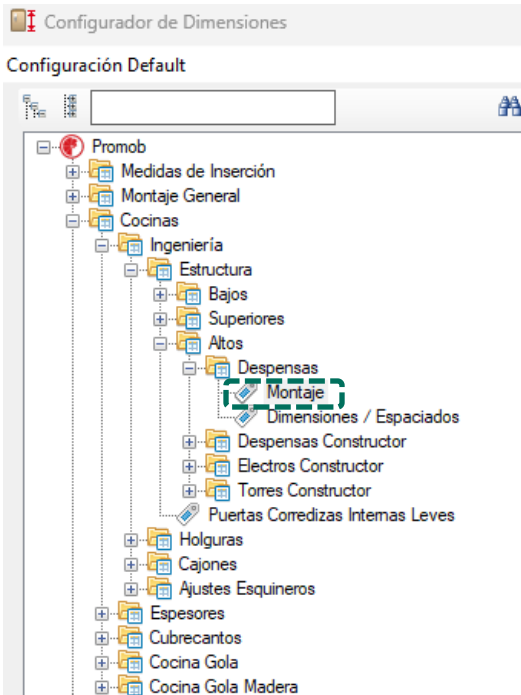 Configurador de Dimensiones
Configuración Default
Promob
Medidas de Inserción
Montaje General
Cocinas
Ingeniería
Estructura
Bajos
Superiores
Altos
Despensas
Montaje
Dimensiones / Espaciados
Despensas Constructor
Electros Constructor
Torres Constructor
Puertas Corredizas Internas Leves
Holguras
Cajones
Ajustes Esquineros
Espesores
Cubrecantos
Cocina Gola
Cocina Gola Madera